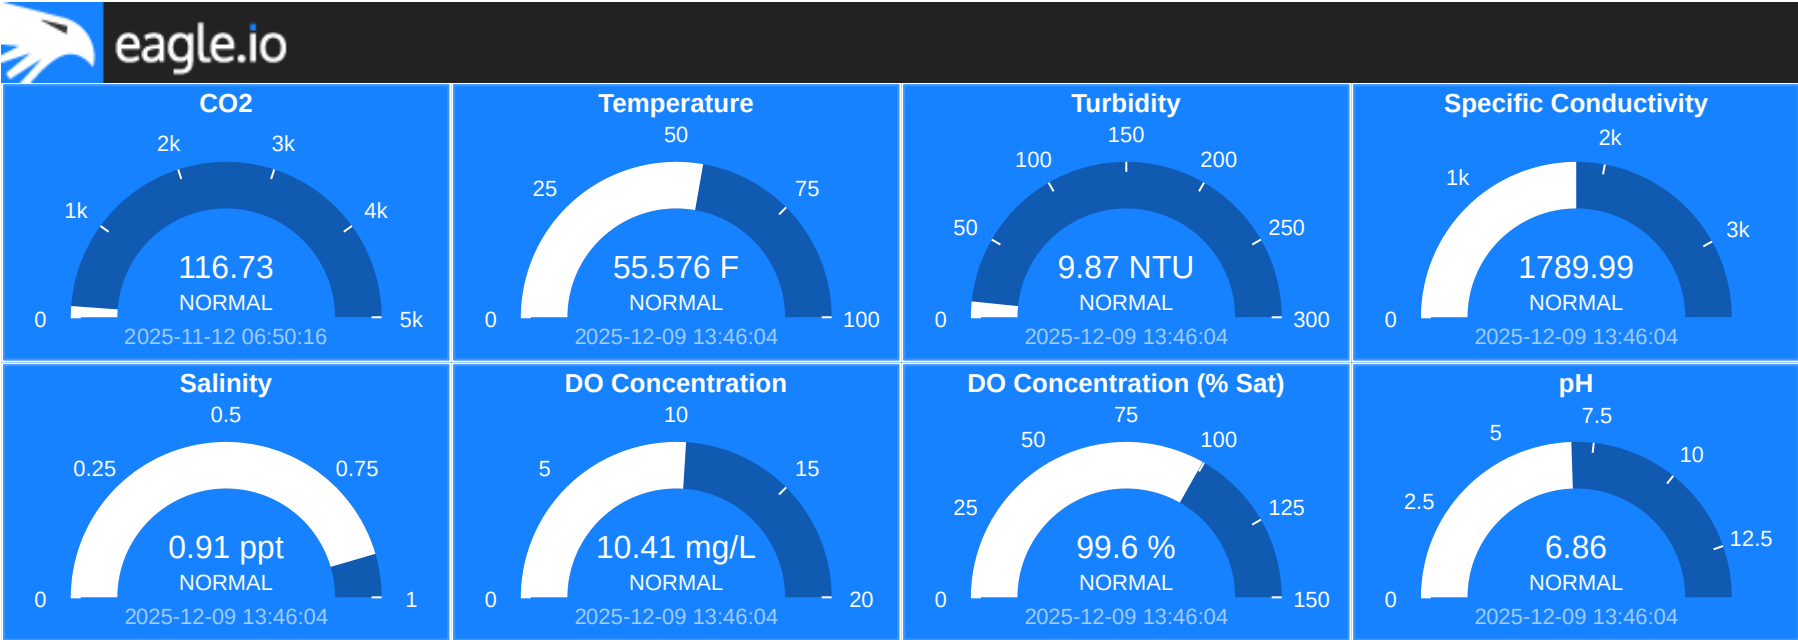 eagle.io
CO2
2k
3k
1k
4k
116.73
NORMAL
0
5k
2025-11-12 06:50:16
Temperature
50
25
75
55.576 F
NORMAL
0
100
2025-12-09 13:46:04
Turbidity
150
100
200
50
250
9.87 NTU
NORMAL
0
300
2025-12-09 13:46:04
Specific Conductivity
2k
1k
3k
1789.99
NORMAL
0
2025-12-09 13:46:04
Salinity
0.5
0.25
0.75
0.91 ppt
NORMAL
0
1
2025-12-09 13:46:04
DO Concentration
10
5
15
10.41 mg/L
NORMAL
0
20
2025-12-09 13:46:04
DO Concentration (% Sat)
75
50
100
25
125
99.6 %
NORMAL
0
150
2025-12-09 13:46:04
pH
7.5
5
10
2.5
12.5
6.86
NORMAL
0
2025-12-09 13:46:04